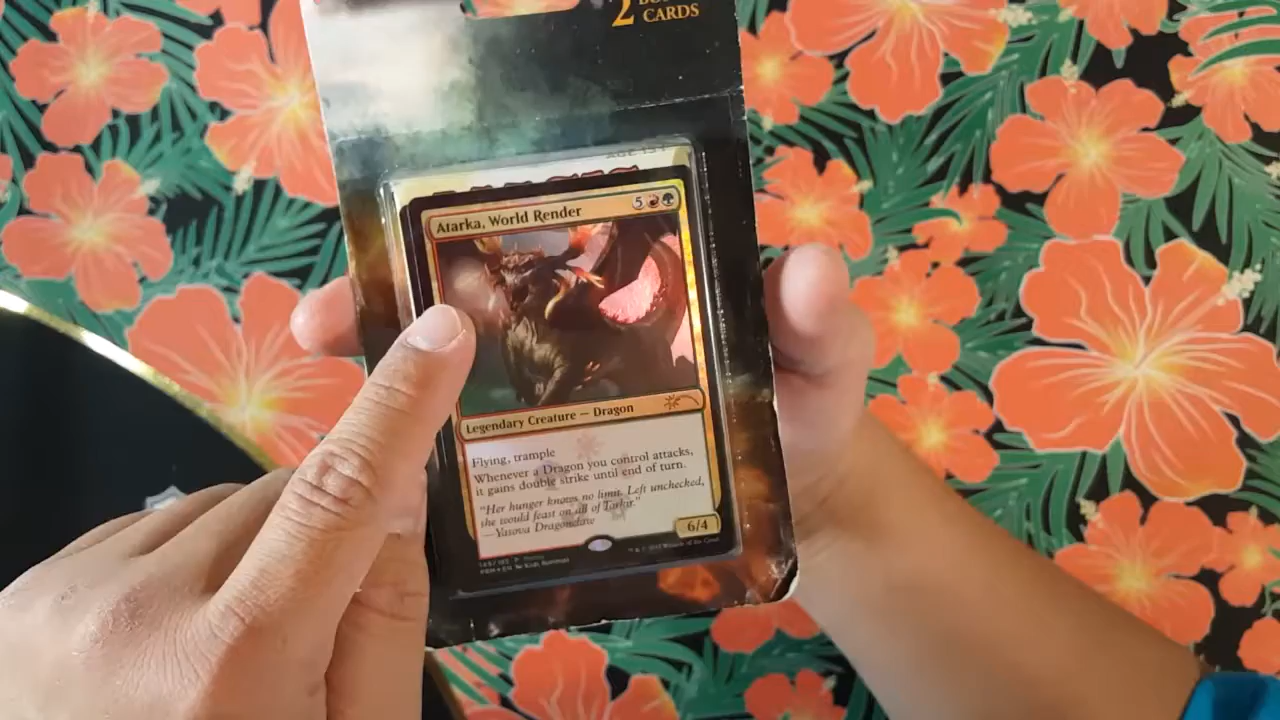 2
CARDS
AGE 13+
Atarka, World Render
5
Legendary Creature — Dragon
Flying, trample
Whenever a Dragon you control attacks,
it gains double strike until end of turn.
"Her hunger knows no limit. Left unchecked,
she would feast on all of Tarkir."
—Yasova Dragonclaw
6/4